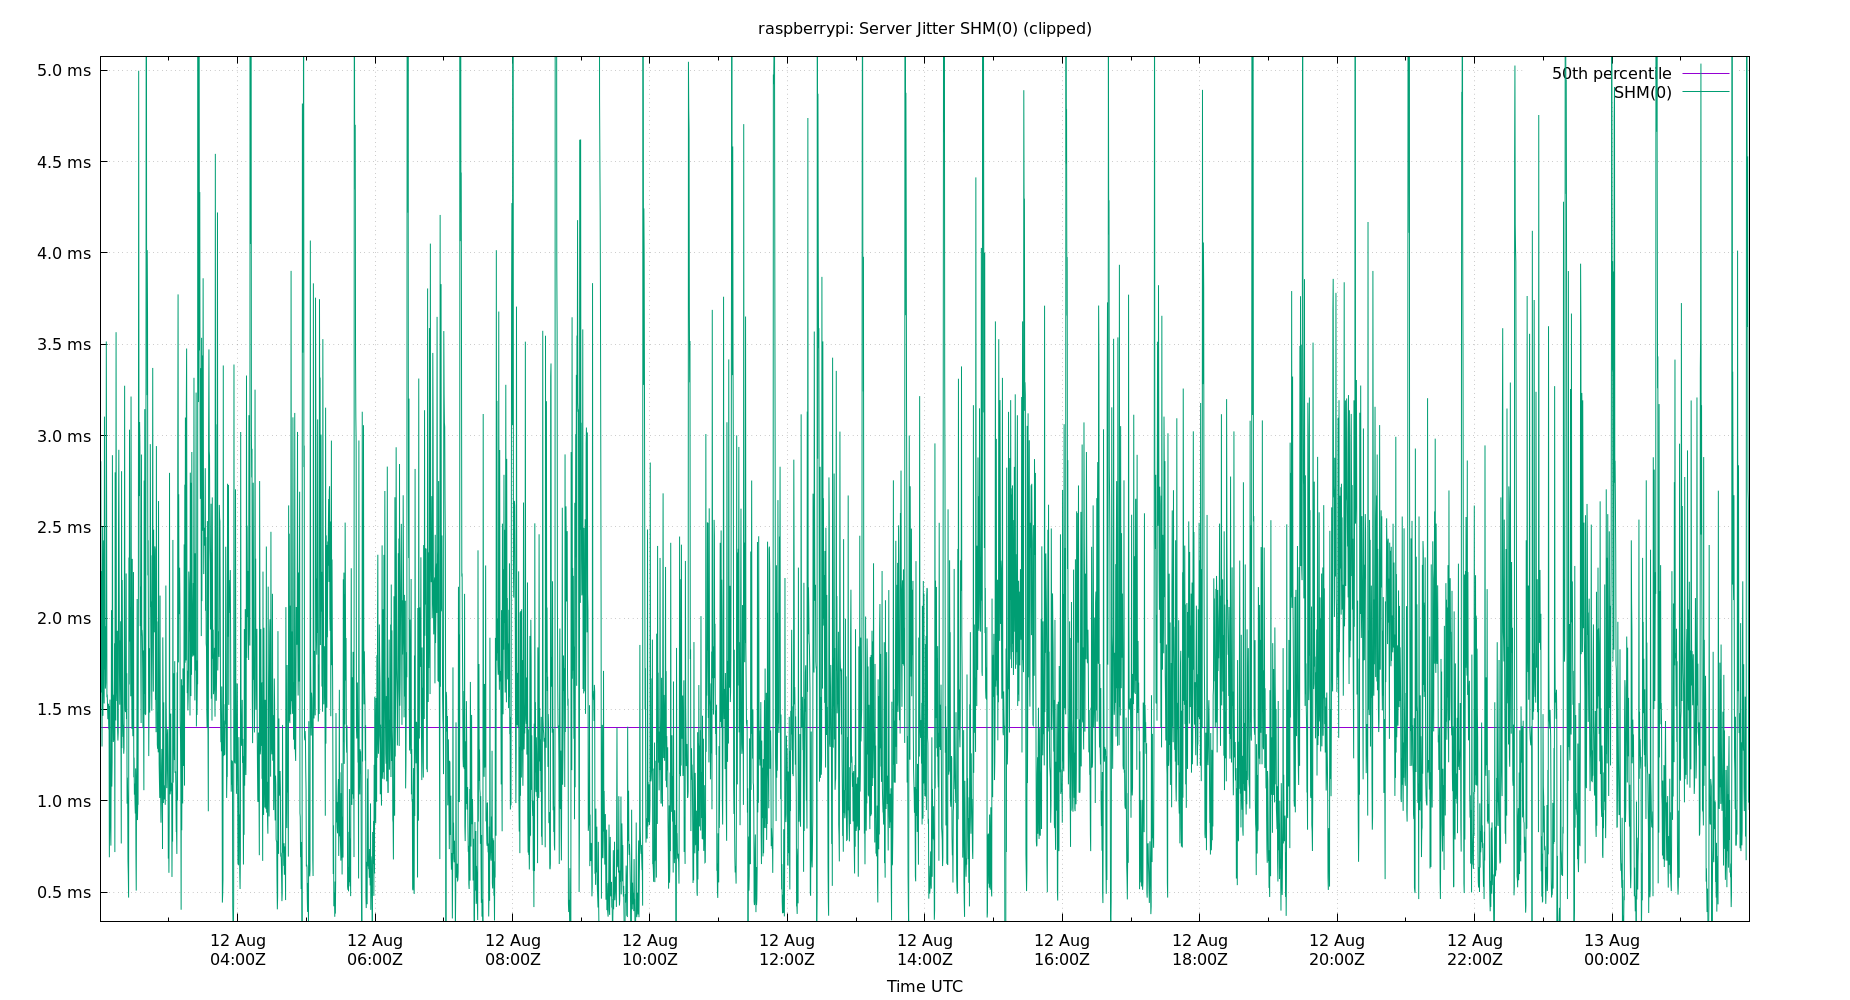 raspberrypi: Server Jitter SHM(0) (clipped)
5.0 ms
4.5 ms
4.0 ms
3.5 ms
3.0 ms
2.5 ms
2.0 ms
1.5 ms
1.0 ms
0.5 ms
50th percentile
SHM(0)
12 Aug 12 Aug 12 Aug 12 Aug 12 Aug 12 Aug 12 Aug 12 Aug 12 Aug 12 Aug 13 Aug
04:00Z 06:00Z 08:00Z 10:00Z 12:00Z 14:00Z 16:00Z 18:00Z 20:00Z 22:00Z 00:00Z
Time UTC